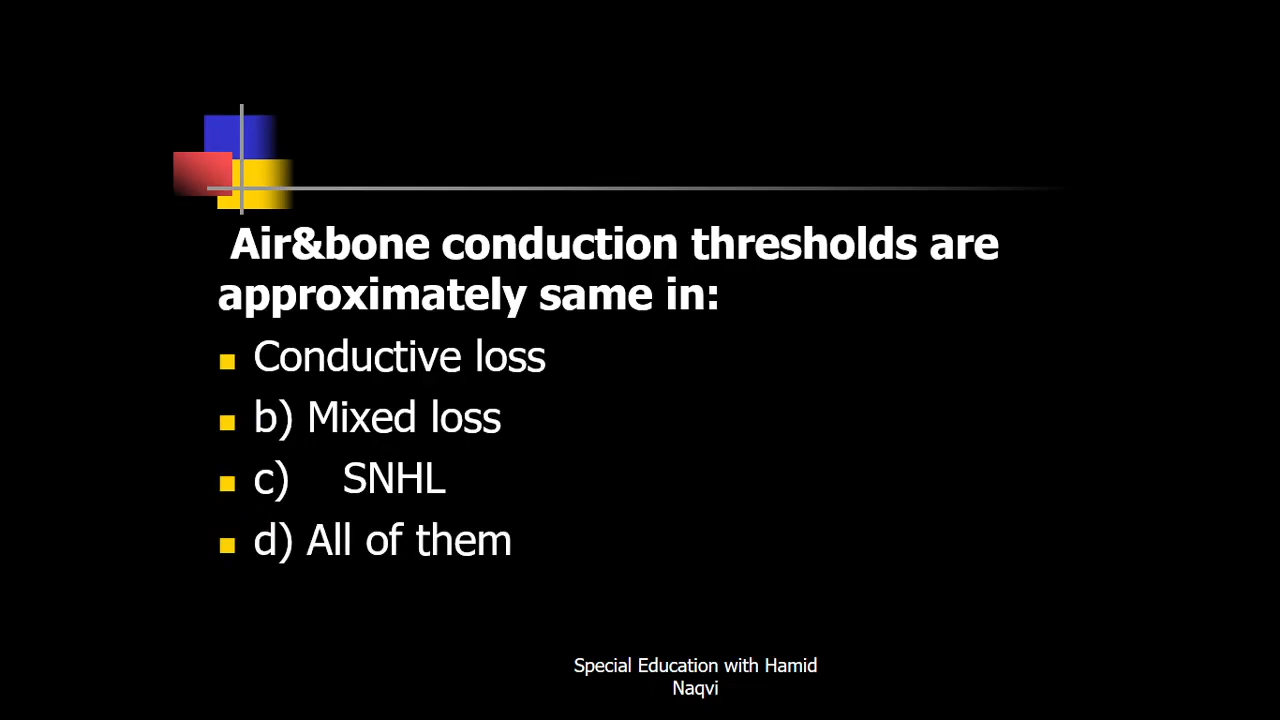 Air&bone conduction thresholds are
approximately same in:
Conductive loss
b) Mixed loss
c) SNHL
d) All of them
Special Education with Hamid
Naqvi